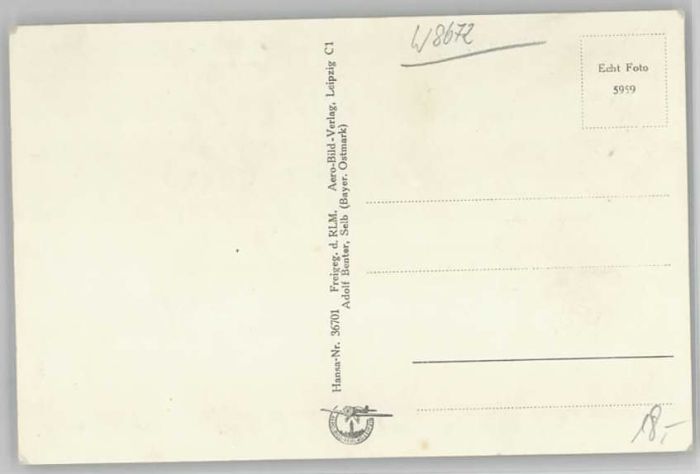 W8672
Echt Foto
5959
Hansa-Nr. 36701 Freigeg. d. RLM. Aero-Bild-Verlag, Leipzig C1
Adolf Benter, Selb (Bayer. Ostmark)
18,-